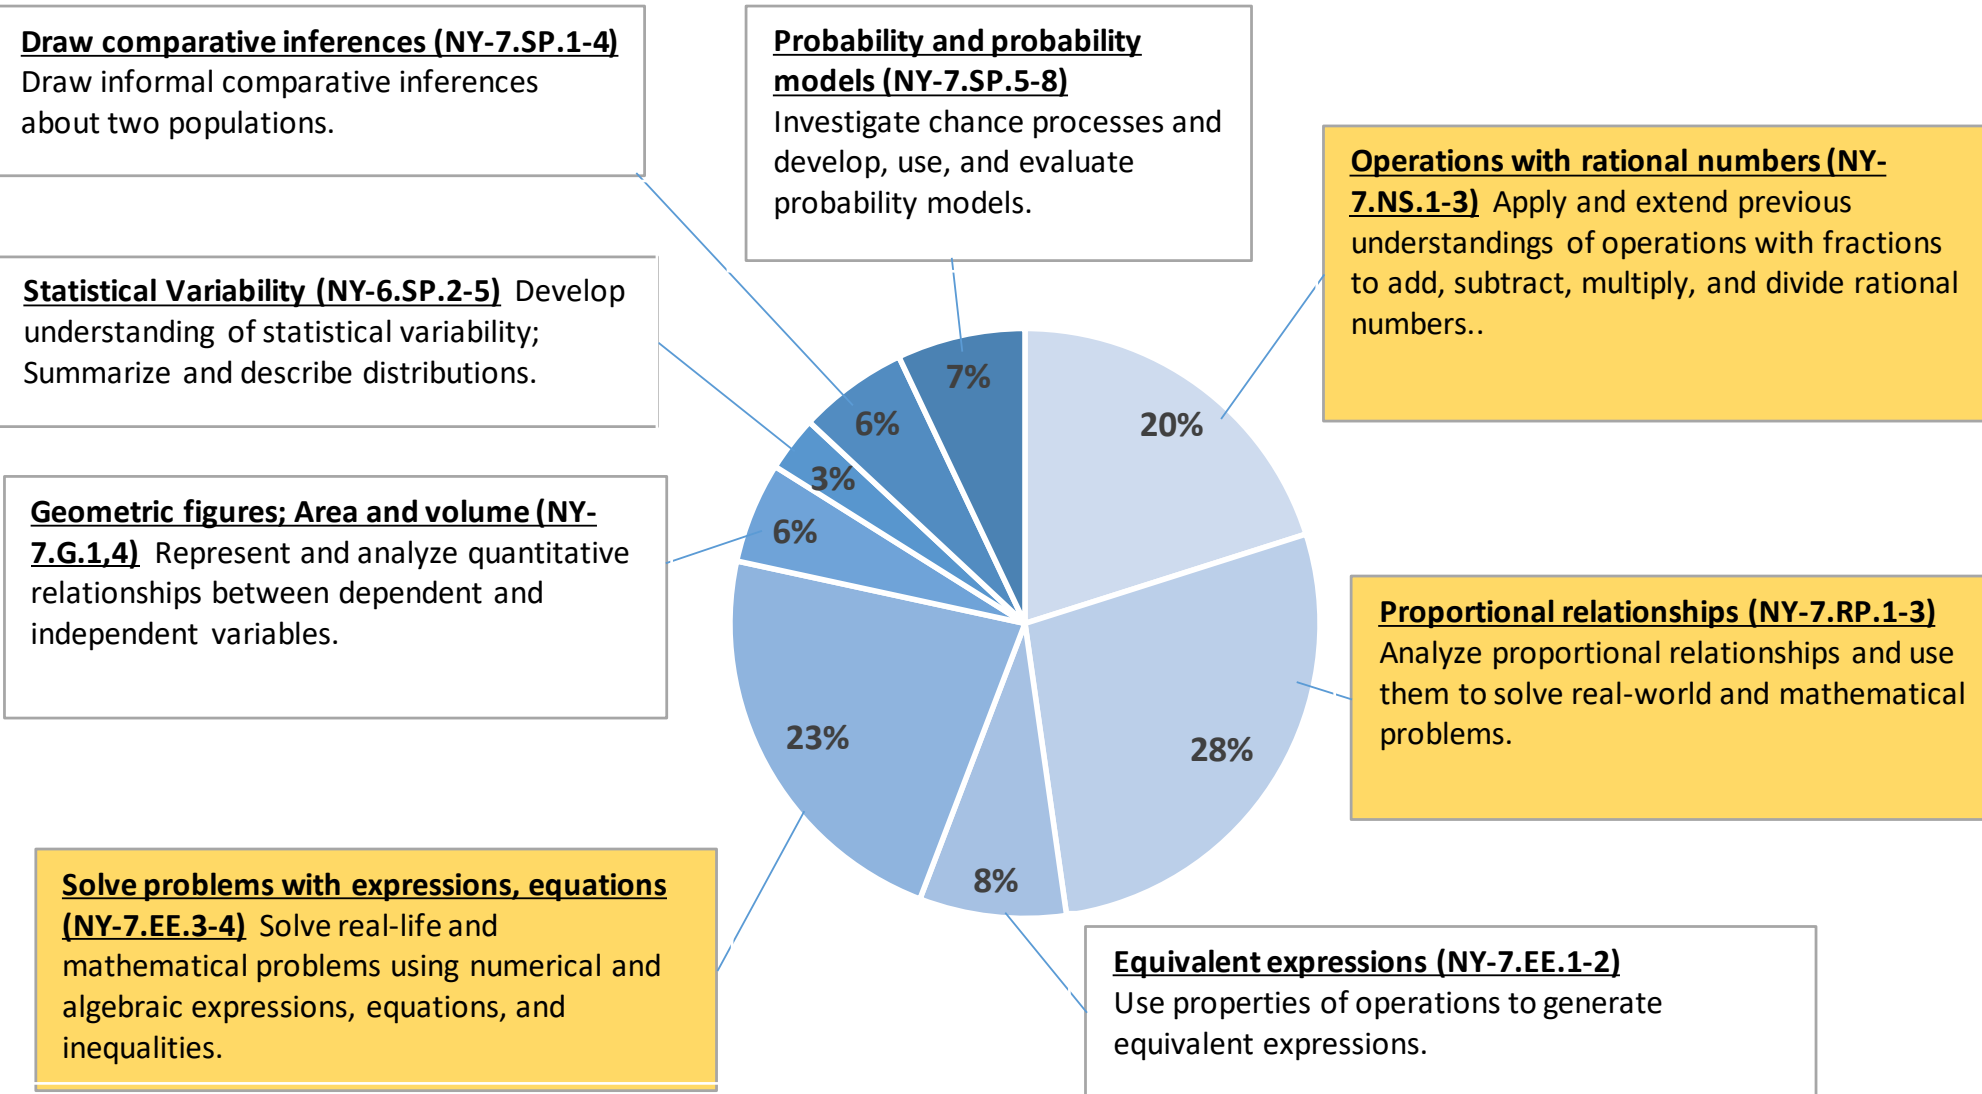 Draw comparative inferences (NY-7.SP.1-4)
Draw informal comparative inferences
about two populations.
Probability and probability
models (NY-7.SP.5-8)
Investigate chance processes and
develop, use, and evaluate
probability models.
Operations with rational numbers (NY-
7.NS.1-3) Apply and extend previous
understandings of operations with fractions
to add, subtract, multiply, and divide rational
numbers..
Statistical Variability (NY-6.SP.2-5) Develop
understanding of statistical variability;
Summarize and describe distributions.
Geometric figures; Area and volume (NY-
7.G.1,4) Represent and analyze quantitative
relationships between dependent and
independent variables.
7%
6%
20%
3%
6%
23%
28%
8%
Proportional relationships (NY-7.RP.1-3)
Analyze proportional relationships and use
them to solve real-world and mathematical
problems.
Solve problems with expressions, equations
(NY-7.EE.3-4) Solve real-life and
mathematical problems using numerical and
algebraic expressions, equations, and
inequalities.
Equivalent expressions (NY-7.EE.1-2)
Use properties of operations to generate
equivalent expressions.